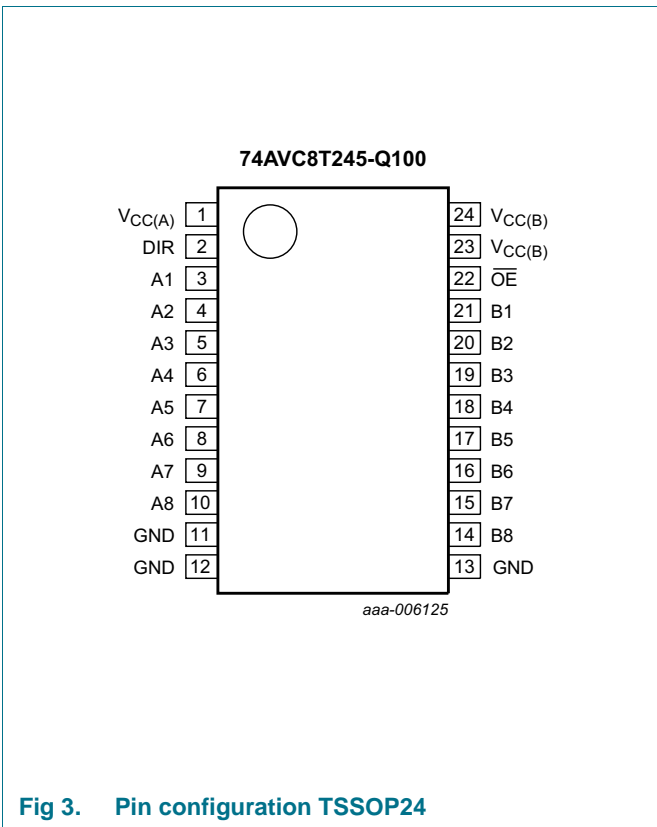 74AVC8T245-Q100
VCC(A) 1 24 VCC(B)
DIR 2 23 VCC(B)
A1 3 22 O̅E̅
A2 4 21 B1
A3 5 20 B2
A4 6 19 B3
A5 7 18 B4
A6 8 17 B5
A7 9 16 B6
A8 10 15 B7
GND 11 14 B8
GND 12 13 GND
aaa-006125
Fig 3. Pin configuration TSSOP24